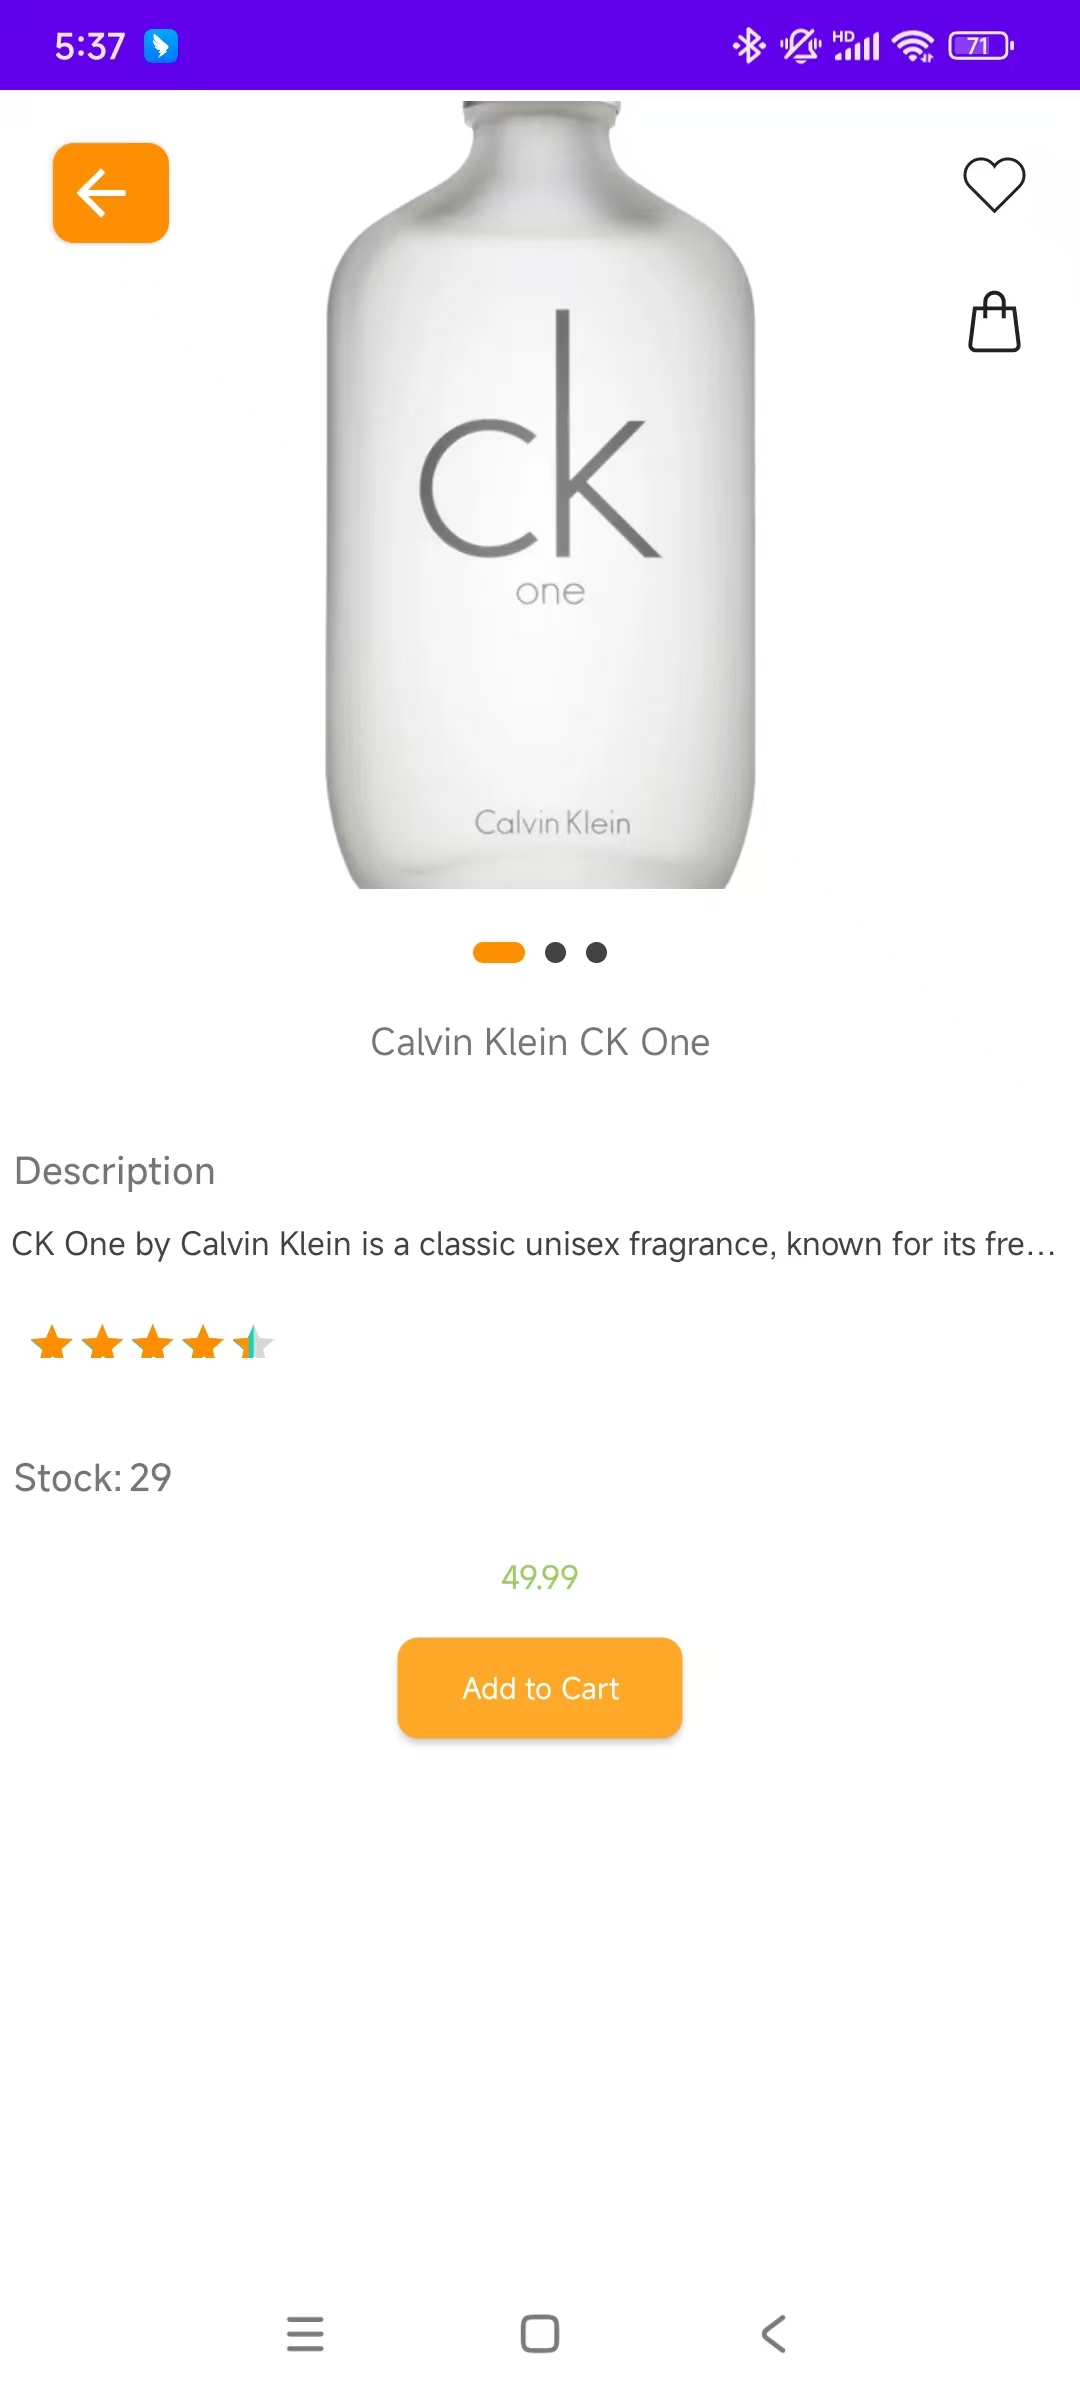 5:37
HD
71
ck
one
Calvin Klein
Calvin Klein CK One
Description
CK One by Calvin Klein is a classic unisex fragrance, known for its fre...
Stock: 29
49.99
Add to Cart